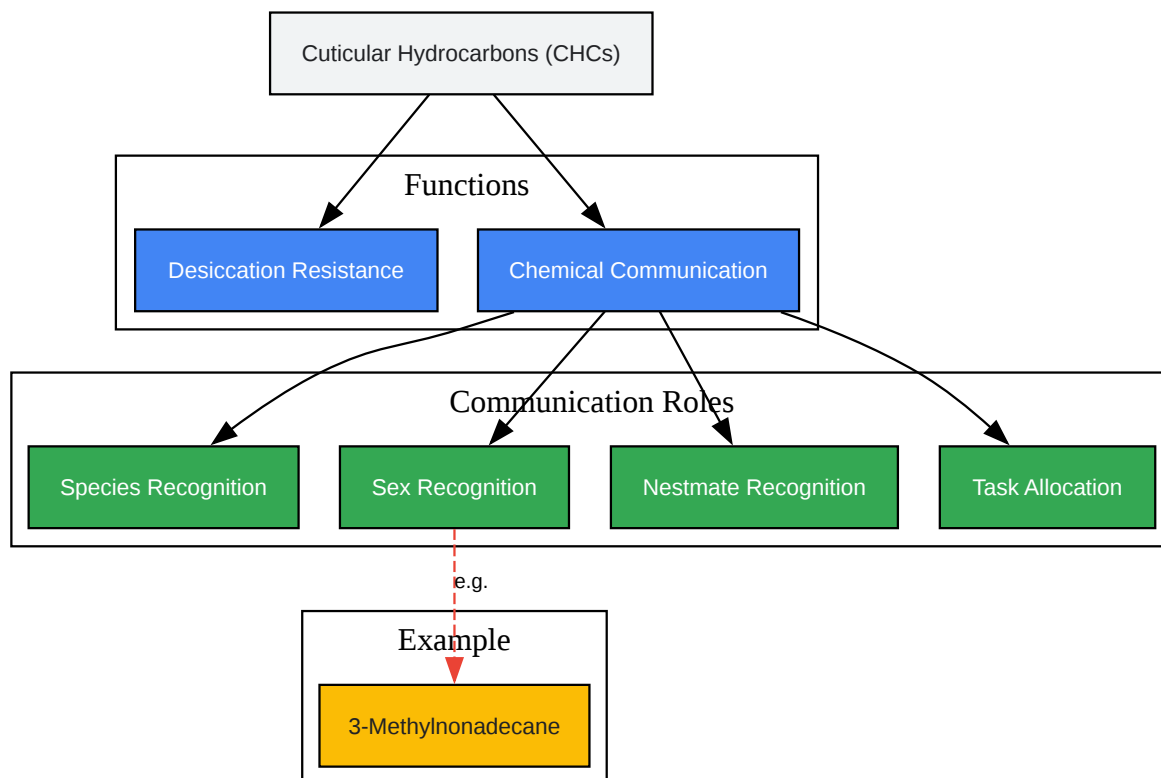 Cuticular Hydrocarbons (CHCs)
Functions
Desiccation Resistance
Chemical Communication
Communication Roles
Species Recognition
Sex Recognition
Nestmate Recognition
Task Allocation
e.g.
Example
3-Methylnonadecane